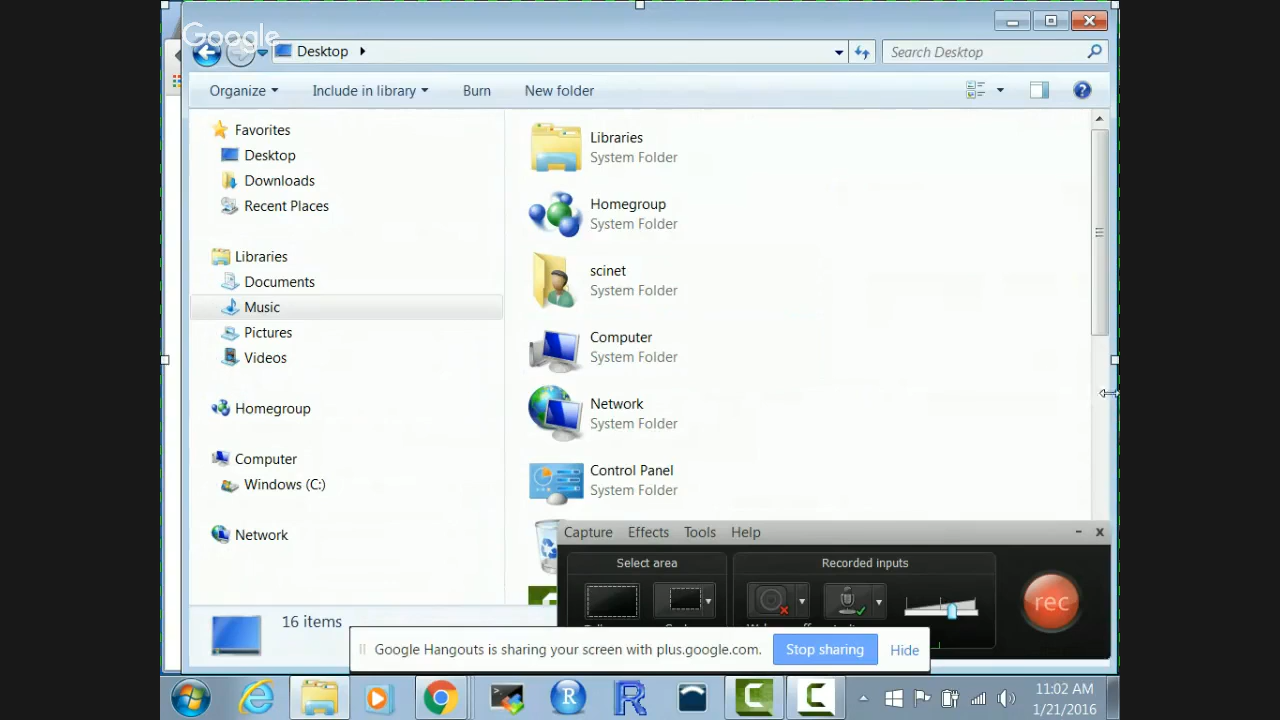 Google
Desktop
Search Desktop
Organize
Include in library
Burn
New folder
Favorites
Desktop
Downloads
Recent Places
Libraries
Documents
Music
Pictures
Videos
Homegroup
Computer
Windows (C:)
Network
Libraries
System Folder
Homegroup
System Folder
scinet
System Folder
Computer
System Folder
Network
System Folder
Control Panel
System Folder
16 items
Capture Effects Tools Help
Select area
Recorded inputs
rec
Google Hangouts is sharing your screen with plus.google.com.
Stop sharing
Hide
11:02 AM
1/21/2016